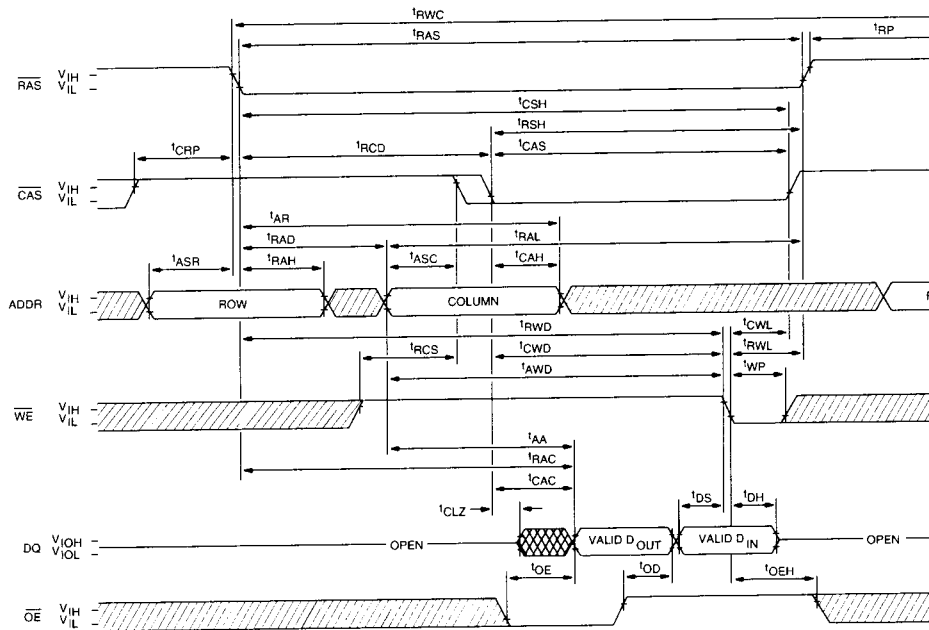 tRWC
tRAS
tRP
RAS VIH VIL
tCSH
tRSH
tCRP tRCD tCAS
CAS VIH VIL
tAR
tRAD tRAL
tASR tRAH tASC tCAH
ADDR VIH VIL ROW COLUMN
tRWD tCWL
tRCS tCWD tRWL
tAWD tWP
WE VIH VIL
tAA
tRAC
tCAC
tCLZ tDS tDH
DQ VIOH VIOL OPEN VALID DOUT VALID DIN OPEN
tOE tOD tOEH
OE VIH VIL